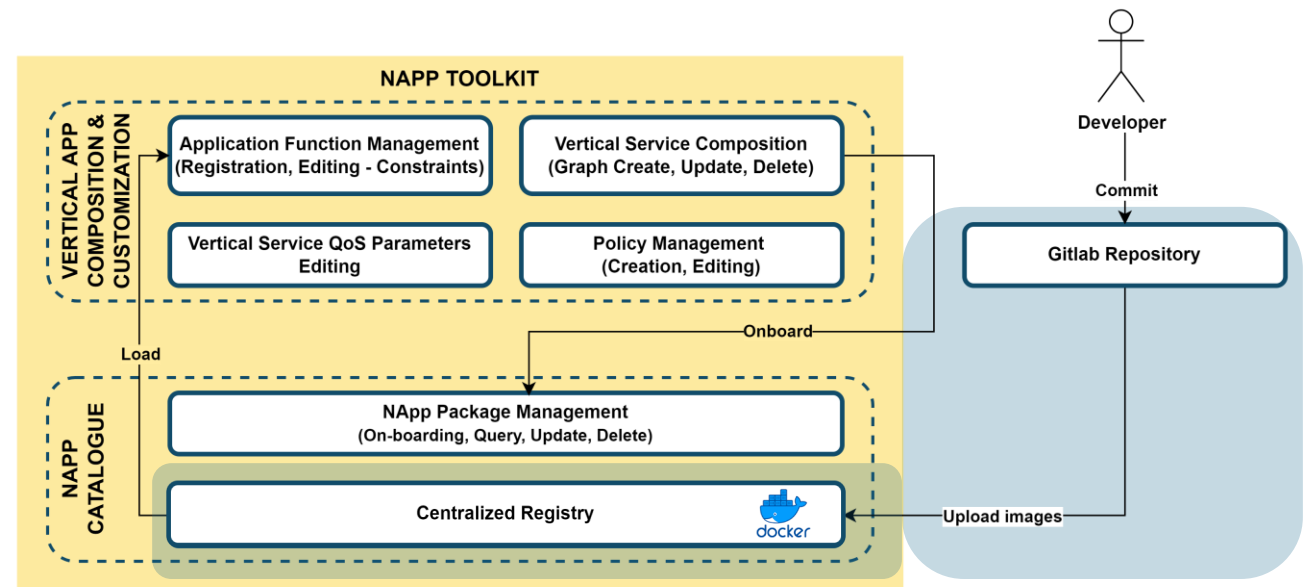 NAPP TOOLKIT
VERTICAL APP
COMPOSITION &
CUSTOMIZATION
Application Function Management
(Registration, Editing - Constraints)
Vertical Service Composition
(Graph Create, Update, Delete)
Vertical Service QoS Parameters
Editing
Policy Management
(Creation, Editing)
Developer
Commit
Gitlab Repository
Onboard
Load
NAPP
CATALOGUE
NApp Package Management
(On-boarding, Query, Update, Delete)
Centralized Registry
docker
Upload images